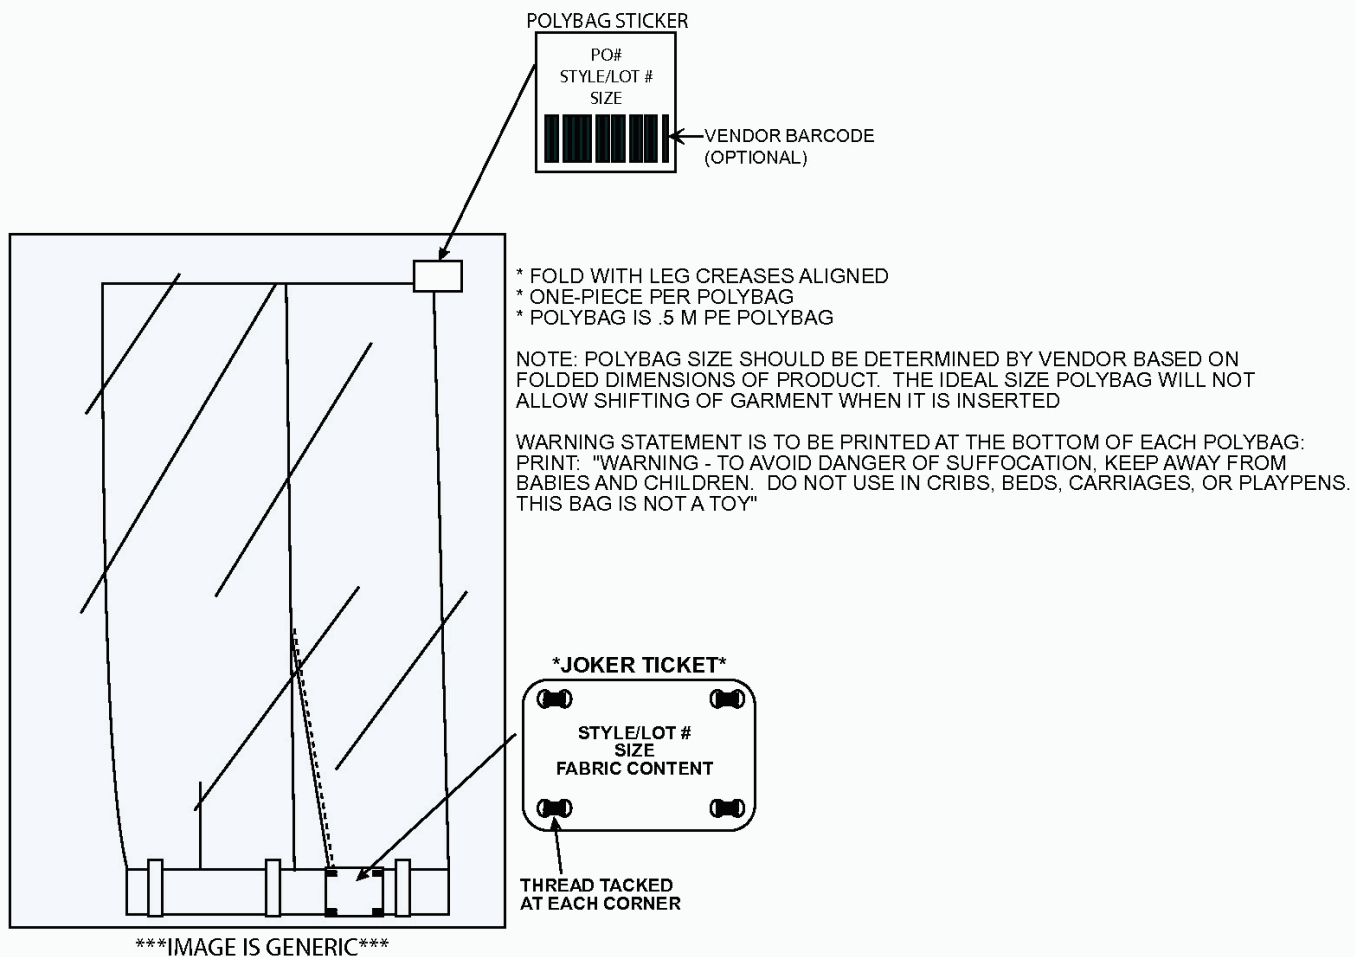 POLYBAG STICKER
PO#
STYLE/LOT #
SIZE
VENDOR BARCODE
(OPTIONAL)
* FOLD WITH LEG CREASES ALIGNED
* ONE-PIECE PER POLYBAG
* POLYBAG IS .5 M PE POLYBAG
NOTE: POLYBAG SIZE SHOULD BE DETERMINED BY VENDOR BASED ON
FOLDED DIMENSIONS OF PRODUCT. THE IDEAL SIZE POLYBAG WILL NOT
ALLOW SHIFTING OF GARMENT WHEN IT IS INSERTED
WARNING STATEMENT IS TO BE PRINTED AT THE BOTTOM OF EACH POLYBAG:
PRINT: "WARNING - TO AVOID DANGER OF SUFFOCATION, KEEP AWAY FROM
BABIES AND CHILDREN. DO NOT USE IN CRIBS, BEDS, CARRIAGES, OR PLAYPENS.
THIS BAG IS NOT A TOY"
*JOKER TICKET*
STYLE/LOT #
SIZE
FABRIC CONTENT
THREAD TACKED
AT EACH CORNER
***IMAGE IS GENERIC***